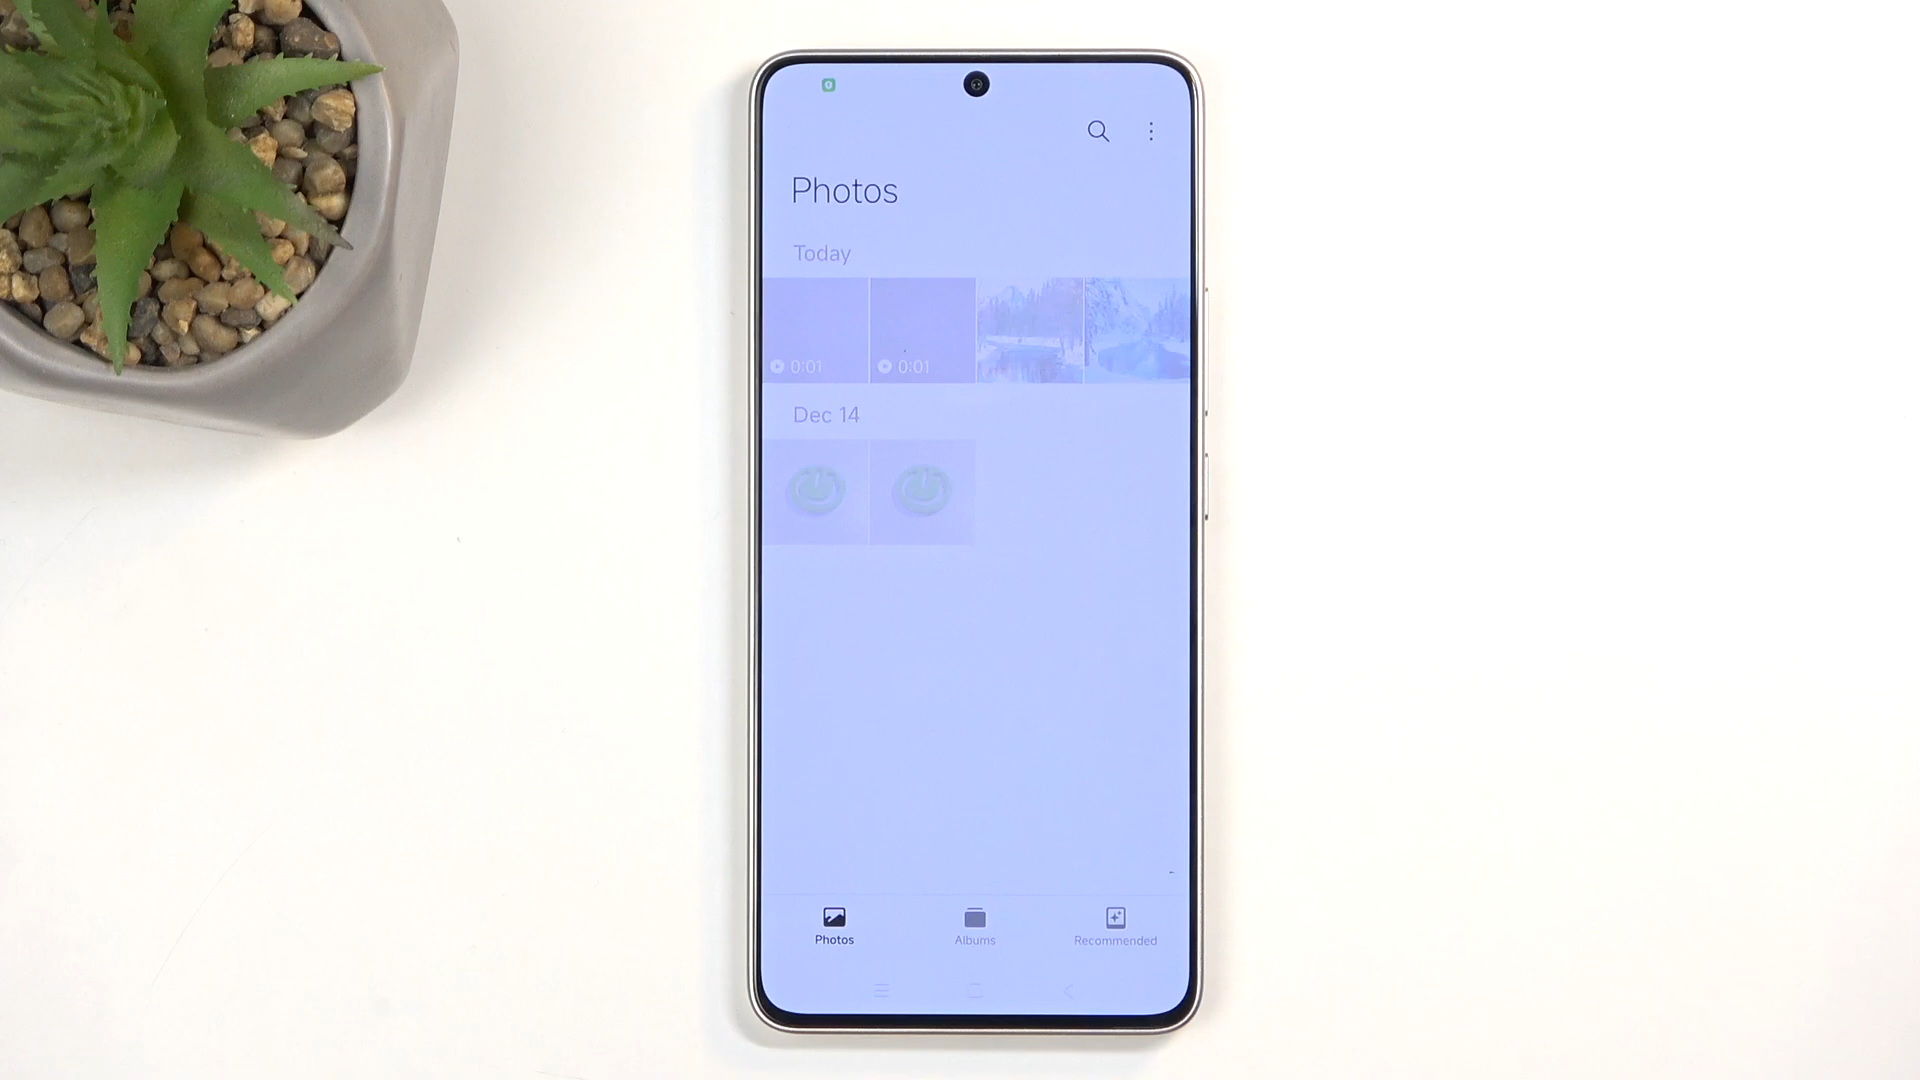 Photos
Today
0:01
0:01
Dec 14
Photos
Albums
Recommended